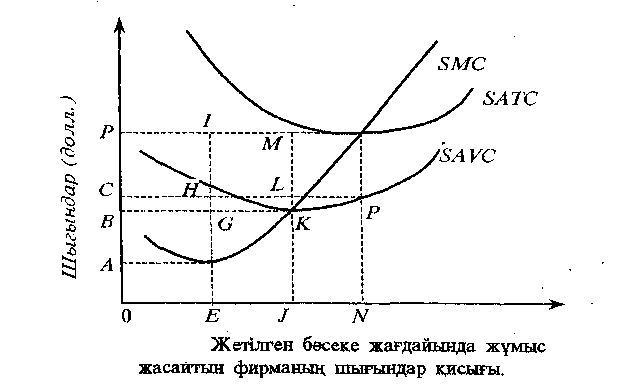 SMC
SATC
SAVC
Шығындар (долл.)
P
I
M
C
H
L
B
G
K
P
A
0
E
J
N
Жетілген бәсеке жағдайында жұмыс
жасайтын фирманың шығындар қисығы.